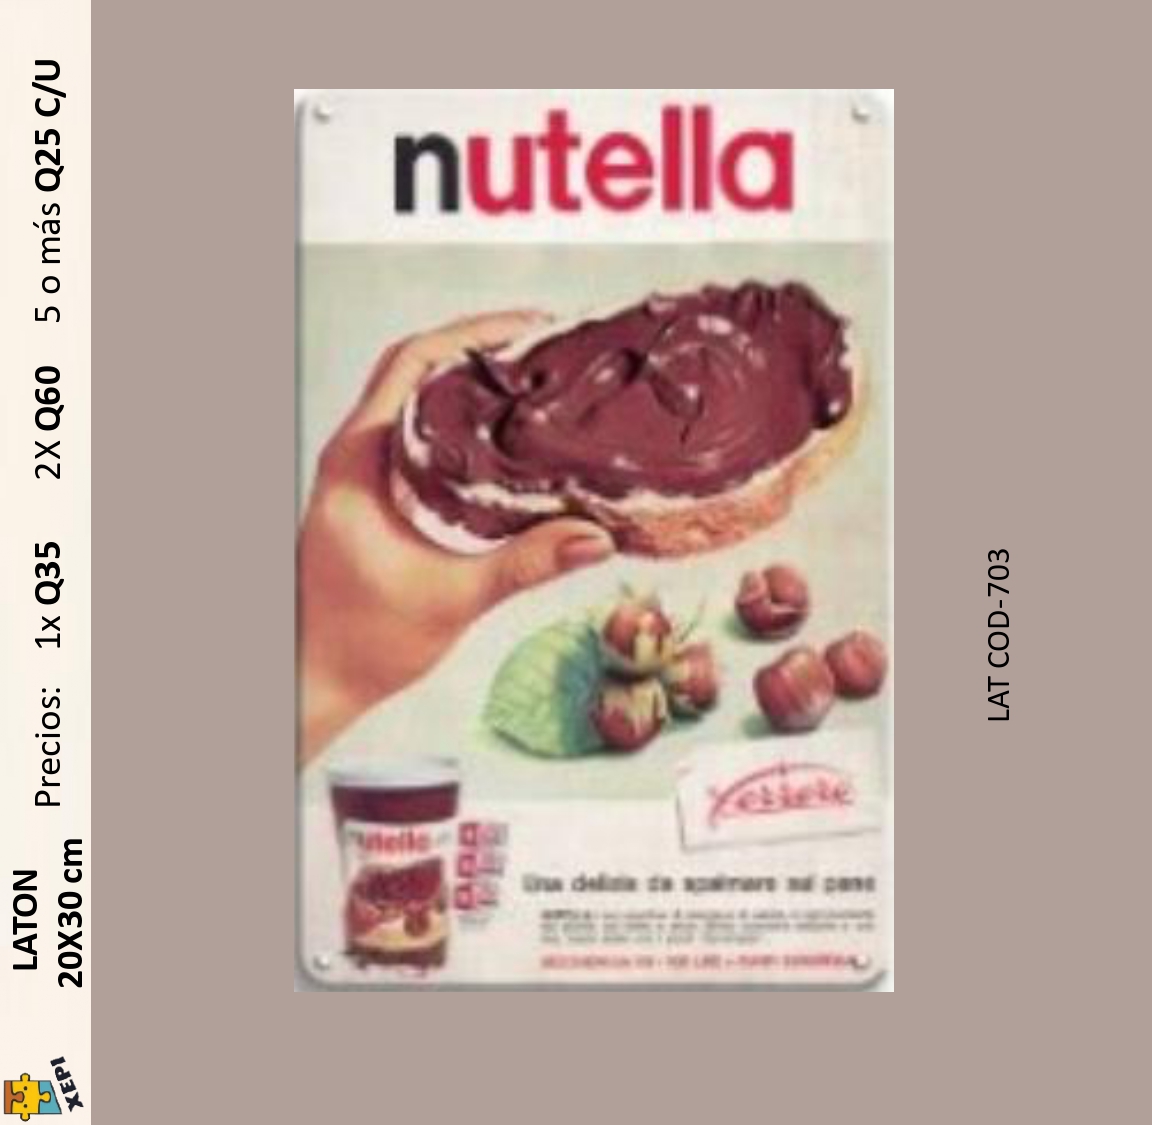 LATON
20X30 cm
Precios: 1x Q35 2X Q60 5 o más Q25 C/U
XEPI
nutella
Ferrero
nutella
Una delizia da spalmare sul pane
LAT COD-703